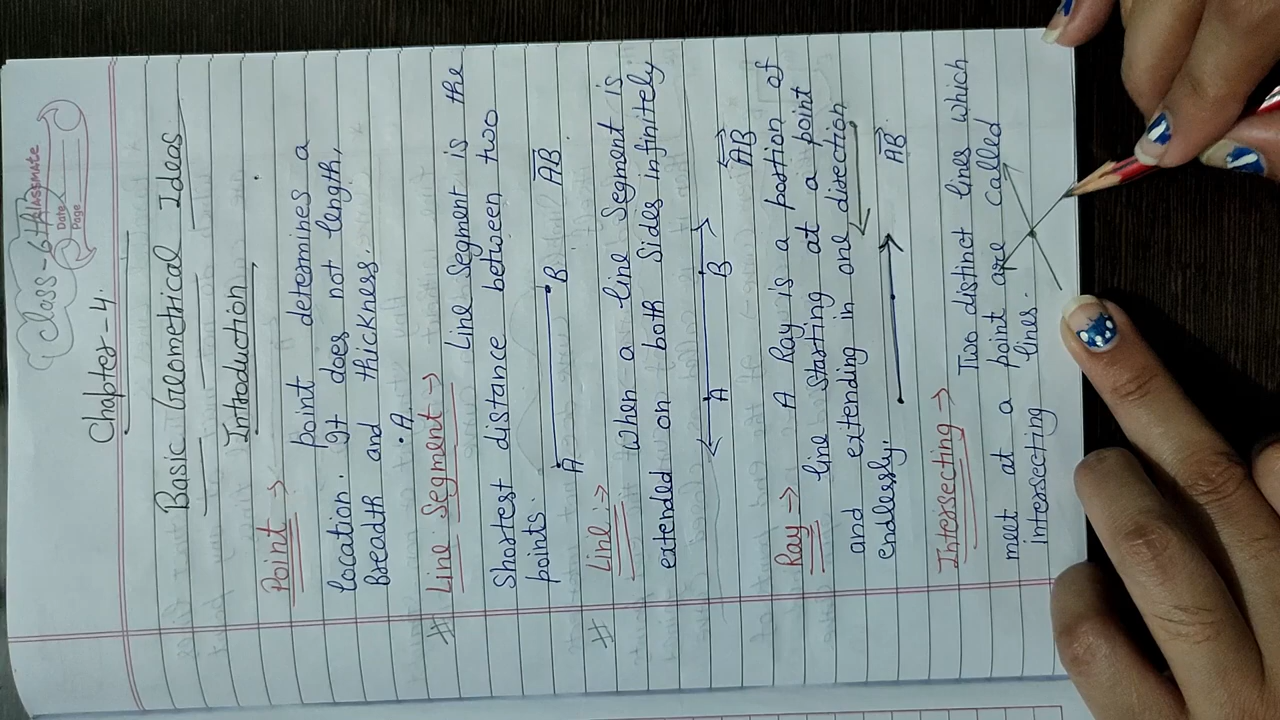 Class-6th
CLASSMATE
Date
Page
Chapter-4.
Basic Geometrical Ideas
Introduction
Point → point determines a
location. It does not length,
Breadth and thickness.
. A
# Line Segment → Line Segment is the
Shortest distance between two
points.
A B AB
# Line :→ When a line Segment is
extended on both Sides infinitely
A B AB
Ray → A Ray is a portion of
line Starting at a point
and extending in one direction
endlessly. AB
Intersecting → Two distinct lines which
meet at a point are called
intersecting lines.